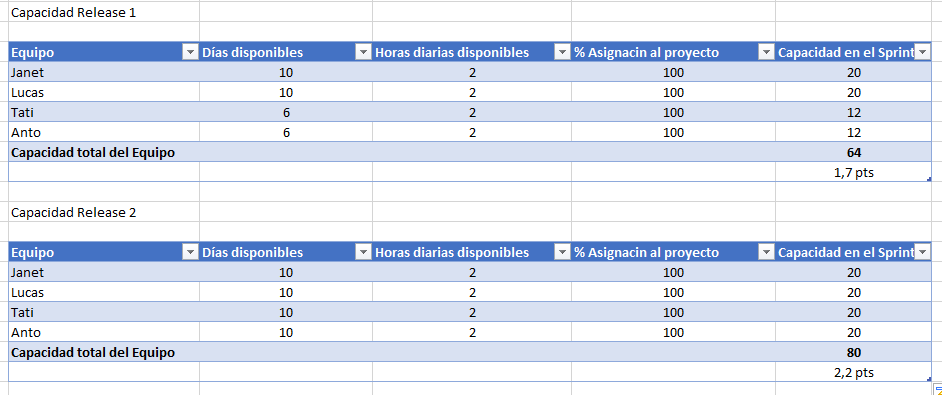 Capacidad Release 1
Equipo Días disponibles Horas diarias disponibles % Asignacin al proyecto Capacidad en el Sprint
Janet 10 2 100 20
Lucas 10 2 100 20
Tati 6 2 100 12
Anto 6 2 100 12
Capacidad total del Equipo 64
1,7 pts
Capacidad Release 2
Equipo Días disponibles Horas diarias disponibles % Asignacin al proyecto Capacidad en el Sprint
Janet 10 2 100 20
Lucas 10 2 100 20
Tati 10 2 100 20
Anto 10 2 100 20
Capacidad total del Equipo 80
2,2 pts